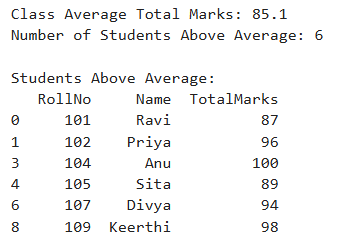 Class Average Total Marks: 85.1
Number of Students Above Average: 6

Students Above Average:
   RollNo     Name  TotalMarks
0     101     Ravi          87
1     102    Priya          96
3     104      Anu         100
4     105     Sita          89
6     107    Divya          94
8     109  Keerthi          98